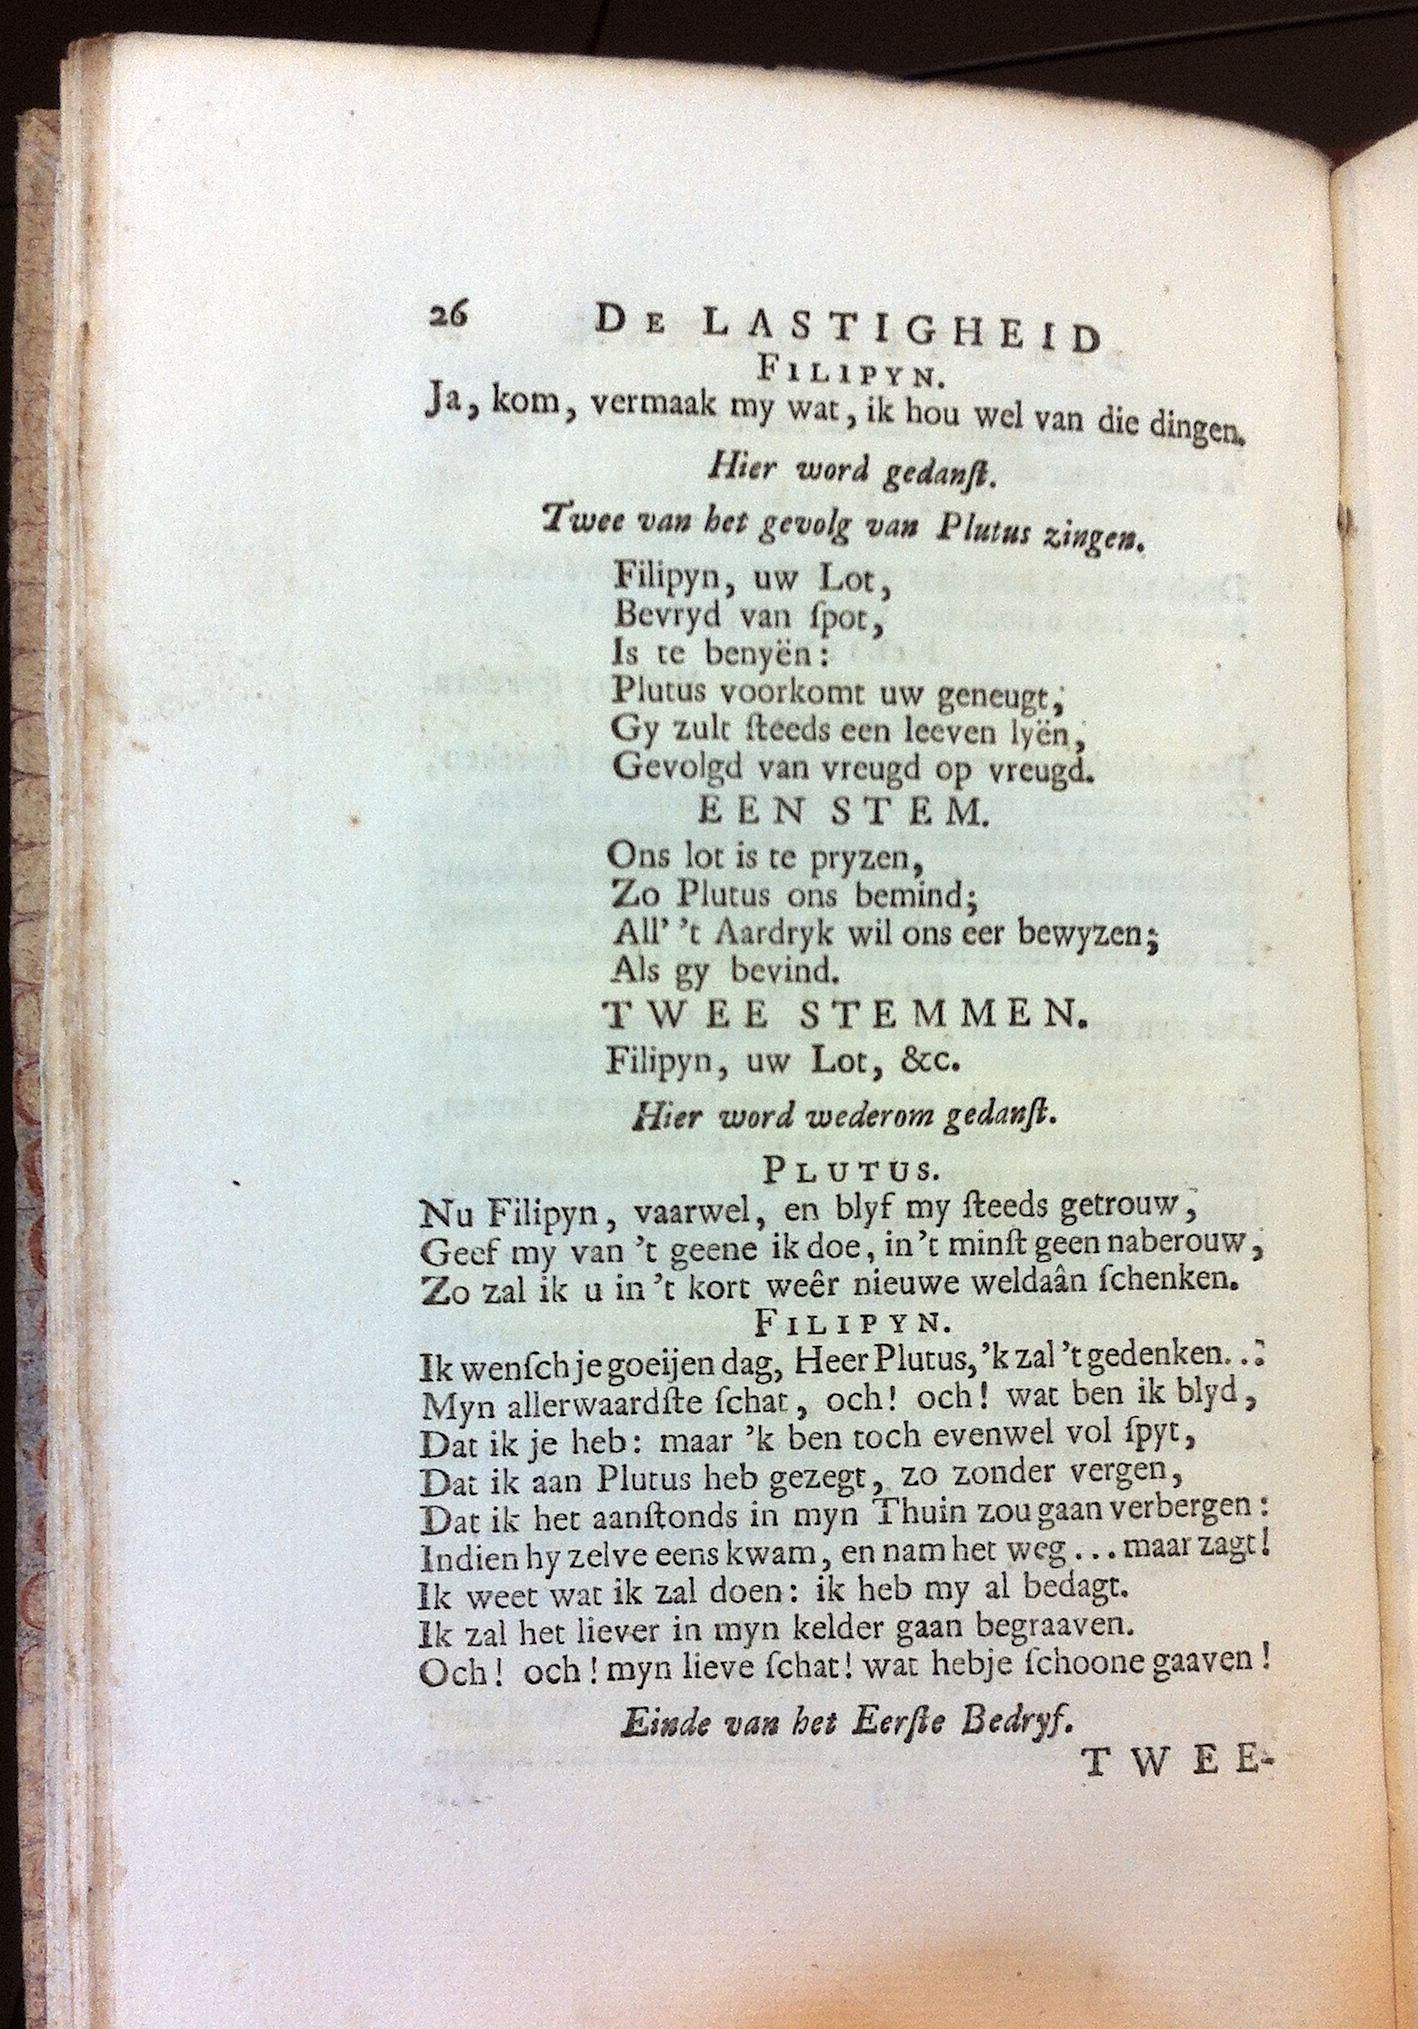 26 DE LASTIGHEID
FILIPYN.
Ja, kom, vermaak my wat, ik hou wel van die dingen.
Hier word gedanſt.
Twee van het gevolg van Plutus zingen.
Filipyn, uw Lot,
Bevryd van ſpot,
Is te benyën:
Plutus voorkomt uw geneugt,
Gy zult ſteeds een leeven lyën,
Gevolgd van vreugd op vreugd.
EEN STEM.
Ons lot is te pryzen,
Zo Plutus ons bemind;
All' 't Aardryk wil ons eer bewyzen;
Als gy bevind.
TWEE STEMMEN.
Filipyn, uw Lot, &c.
Hier word wederom gedanſt.
PLUTUS.
Nu Filipyn, vaarwel, en blyf my ſteeds getrouw,
Geef my van 't geene ik doe, in 't minſt geen naberouw,
Zo zal ik u in 't kort weêr nieuwe weldaân ſchenken.
FILIPYN.
Ik wenſch je goeijen dag, Heer Plutus, 'k zal 't gedenken...
Myn allerwaardſte ſchat, och! och! wat ben ik blyd,
Dat ik je heb: maar 'k ben toch evenwel vol ſpyt,
Dat ik aan Plutus heb gezegt, zo zonder vergen,
Dat ik het aanſtonds in myn Thuin zou gaan verbergen:
Indien hy zelve eens kwam, en nam het weg... maar zagt!
Ik weet wat ik zal doen: ik heb my al bedagt.
Ik zal het liever in myn kelder gaan begraaven.
Och! och! myn lieve ſchat! wat hebje ſchoone gaaven!
Einde van het Eerſte Bedryf.
TWEE-